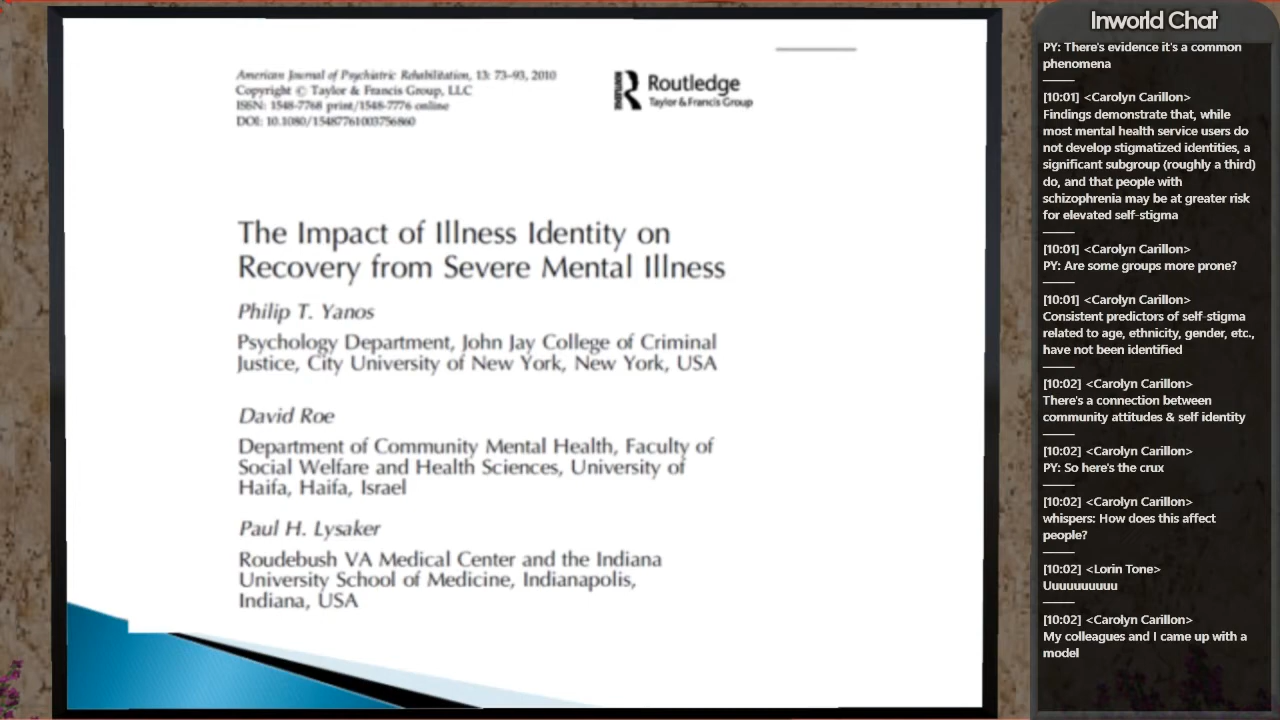 American Journal of Psychiatric Rehabilitation, 13: 73–93, 2010
Copyright © Taylor & Francis Group, LLC
ISSN: 1548-7768 print/1548-7776 online
DOI: 10.1080/15487761003756860
Routledge
Taylor & Francis Group
The Impact of Illness Identity on
Recovery from Severe Mental Illness
Philip T. Yanos
Psychology Department, John Jay College of Criminal
Justice, City University of New York, New York, USA
David Roe
Department of Community Mental Health, Faculty of
Social Welfare and Health Sciences, University of
Haifa, Haifa, Israel
Paul H. Lysaker
Roudebush VA Medical Center and the Indiana
University School of Medicine, Indianapolis,
Indiana, USA
Inworld Chat
PY: There's evidence it's a common
phenomena
[10:01] <Carolyn Carillon>
Findings demonstrate that, while
most mental health service users do
not develop stigmatized identities, a
significant subgroup (roughly a third)
do, and that people with
schizophrenia may be at greater risk
for elevated self-stigma
[10:01] <Carolyn Carillon>
PY: Are some groups more prone?
[10:01] <Carolyn Carillon>
Consistent predictors of self-stigma
related to age, ethnicity, gender, etc.,
have not been identified
[10:02] <Carolyn Carillon>
There's a connection between
community attitudes & self identity
[10:02] <Carolyn Carillon>
PY: So here's the crux
[10:02] <Carolyn Carillon>
whispers: How does this affect
people?
[10:02] <Lorin Tone>
Uuuuuuuuuu
[10:02] <Carolyn Carillon>
My colleagues and I came up with a
model